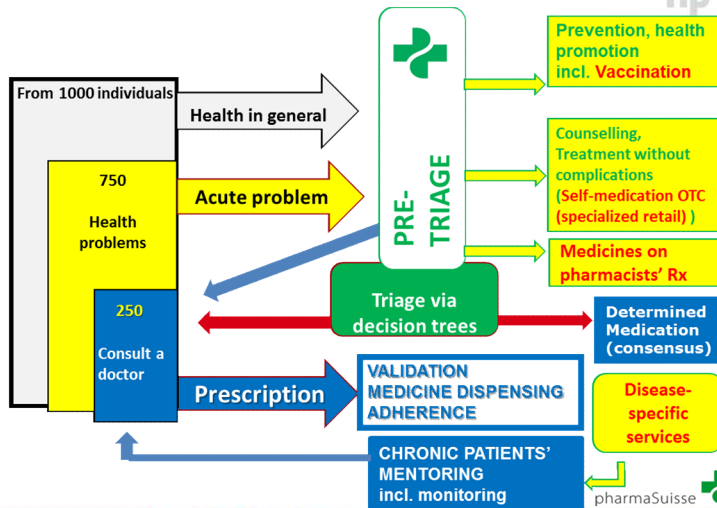 From 1000 individuals
750
Health
problems
250
Consult a
doctor
Health in general
Acute problem
Prescription
PRE-
TRIAGE
Triage via
decision trees
Prevention, health
promotion
incl. Vaccination
Counselling,
Treatment without
complications
(Self-medication OTC
(specialized retail) )
Medicines on
pharmacists’ Rx
Determined
Medication
(consensus)
VALIDATION
MEDICINE DISPENSING
ADHERENCE
Disease-
specific
services
CHRONIC PATIENTS’
MENTORING
incl. monitoring
pharmaSuisse